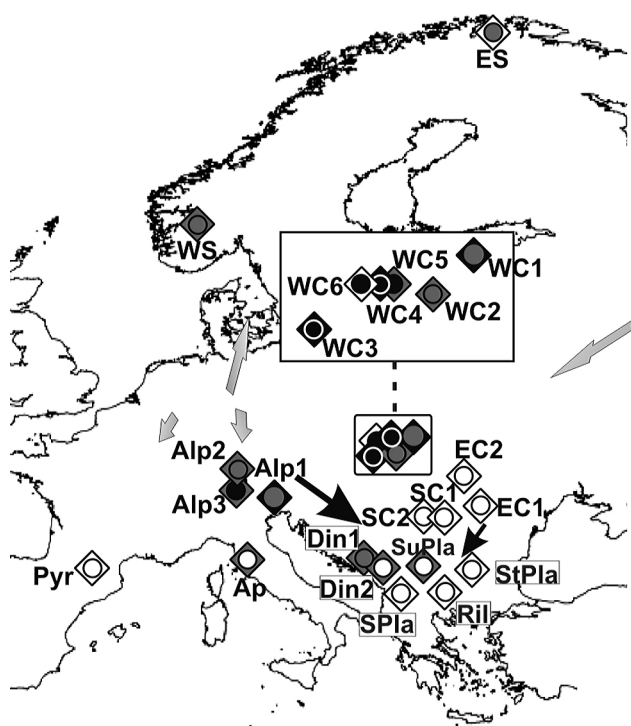 ES
WS
WC5
WC1
WC6
WC4
WC2
WC3
Alp2
Alp1
EC2
SC1
Alp3
EC1
SC2
Din1
SuPla
Pyr
Ap
Din2
StPla
SPla
Ril